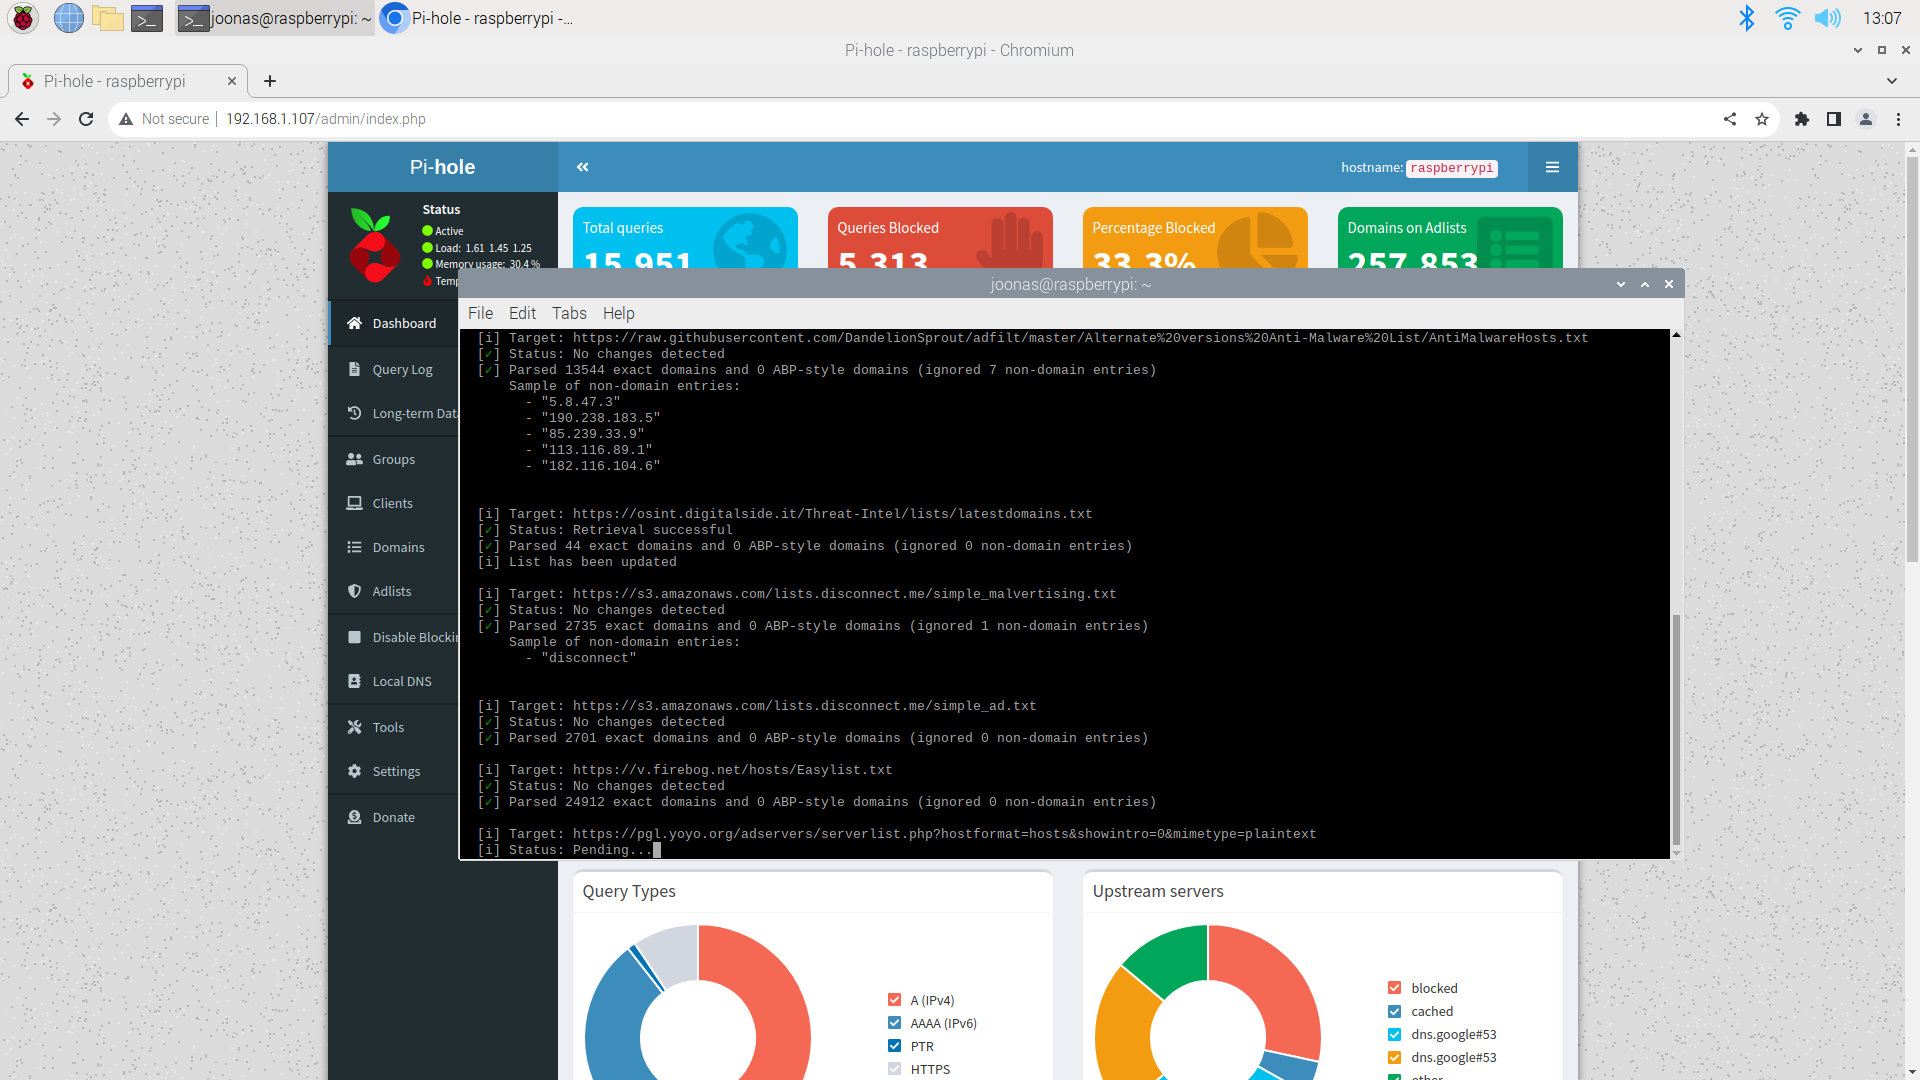 joonas@raspberrypi: ~
Pi-hole - raspberrypi -...
13:07
Pi-hole - raspberrypi - Chromium
Pi-hole - raspberrypi
Not secure
192.168.1.107/admin/index.php
Pi-hole
hostname: raspberrypi
Status
Active
Load: 1.61 1.45 1.25
Memory usage: 30.4 %
Temp
Total queries
15,951
Queries Blocked
5,313
Percentage Blocked
33.3%
Domains on Adlists
257,853
Dashboard
Query Log
Long-term Data
Groups
Clients
Domains
Adlists
Disable Blockin
Local DNS
Tools
Settings
Donate
joonas@raspberrypi: ~
File Edit Tabs Help
[i] Target: https://raw.githubusercontent.com/DandelionSprout/adfilt/master/Alternate%20versions%20Anti-Malware%20List/AntiMalwareHosts.txt
[✓] Status: No changes detected
[✓] Parsed 13544 exact domains and 0 ABP-style domains (ignored 7 non-domain entries)
Sample of non-domain entries:
- "5.8.47.3"
- "190.238.183.5"
- "85.239.33.9"
- "113.116.89.1"
- "182.116.104.6"
[i] Target: https://osint.digitalside.it/Threat-Intel/lists/latestdomains.txt
[✓] Status: Retrieval successful
[✓] Parsed 44 exact domains and 0 ABP-style domains (ignored 0 non-domain entries)
[i] List has been updated
[i] Target: https://s3.amazonaws.com/lists.disconnect.me/simple_malvertising.txt
[✓] Status: No changes detected
[✓] Parsed 2735 exact domains and 0 ABP-style domains (ignored 1 non-domain entries)
Sample of non-domain entries:
- "disconnect"
[i] Target: https://s3.amazonaws.com/lists.disconnect.me/simple_ad.txt
[✓] Status: No changes detected
[✓] Parsed 2701 exact domains and 0 ABP-style domains (ignored 0 non-domain entries)
[i] Target: https://v.firebog.net/hosts/Easylist.txt
[✓] Status: No changes detected
[✓] Parsed 24912 exact domains and 0 ABP-style domains (ignored 0 non-domain entries)
[i] Target: https://pgl.yoyo.org/adservers/serverlist.php?hostformat=hosts&showintro=0&mimetype=plaintext
[i] Status: Pending...
Query Types
A (IPv4)
AAAA (IPv6)
PTR
HTTPS
Upstream servers
blocked
cached
dns.google#53
dns.google#53
other